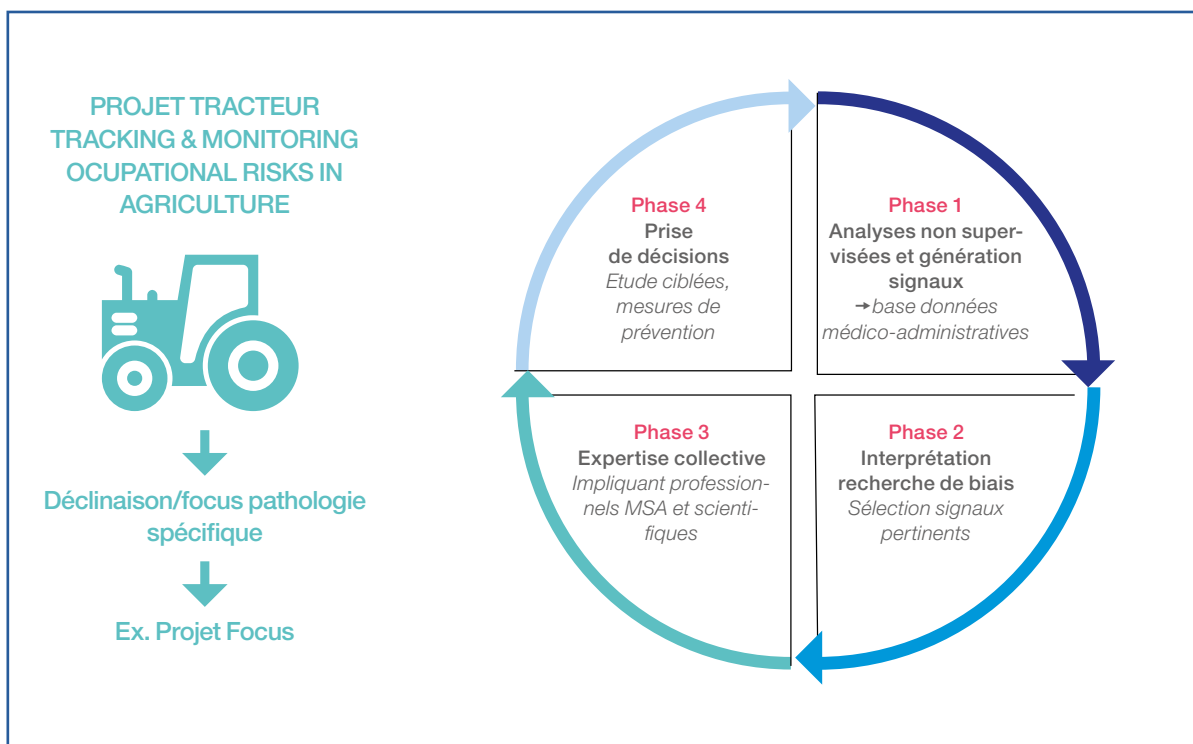 PROJET TRACTEUR
TRACKING & MONITORING
OCUPATIONAL RISKS IN
AGRICULTURE
Déclinaison/focus pathologie
spécifique
Ex. Projet Focus
Phase 4
Prise
de décisions
Etude ciblées,
mesures de
prévention
Phase 1
Analyses non super-
visées et génération
signaux
→base données
médico-administratives
Phase 3
Expertise collective
Impliquant profession-
nels MSA et scienti-
fiques
Phase 2
Interprétation
recherche de biais
Sélection signaux
pertinents